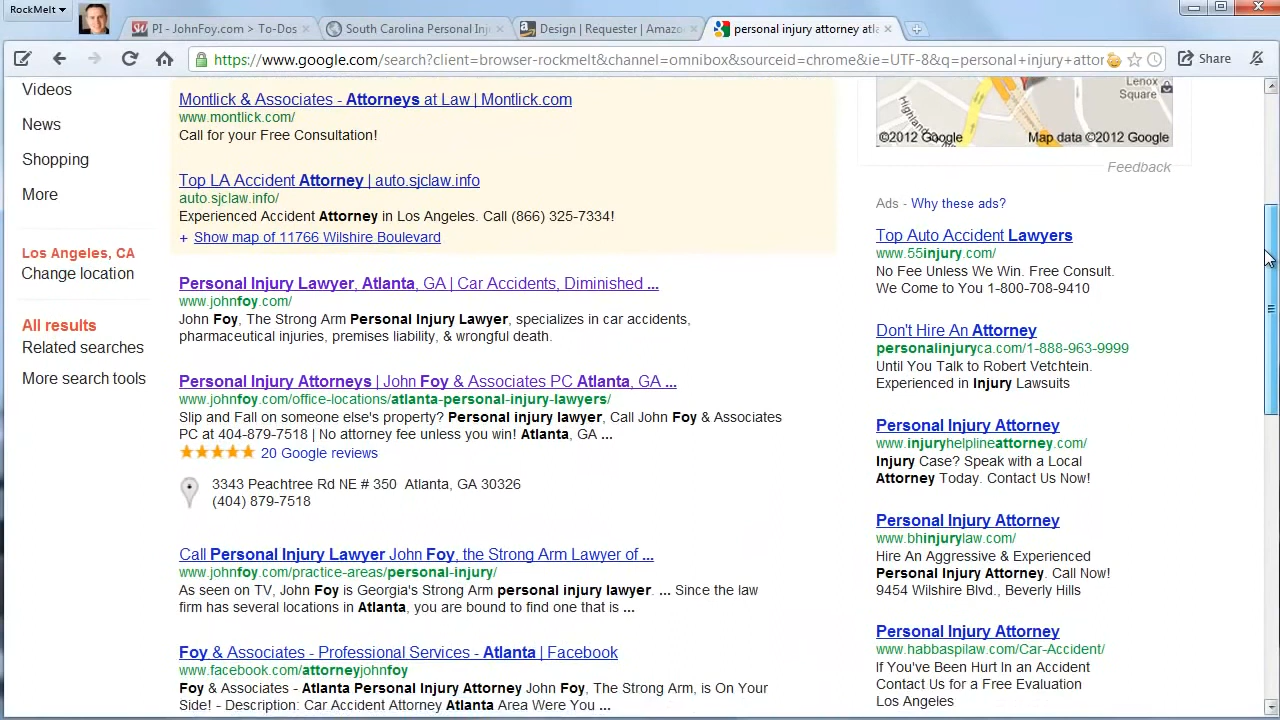 RockMelt
PI - JohnFoy.com > To-Dos
South Carolina Personal Inj
Design | Requester | Amazo
personal injury attorney atla
https://www.google.com/search?client=browser-rockmelt&channel=omnibox&sourceid=chrome&ie=UTF-8&q=personal+injury+attor
Share
Videos
News
Shopping
More
Los Angeles, CA
Change location
All results
Related searches
More search tools
Montlick & Associates - Attorneys at Law | Montlick.com
www.montlick.com/
Call for your Free Consultation!
Top LA Accident Attorney | auto.sjclaw.info/
auto.sjclaw.info/
Experienced Accident Attorney in Los Angeles. Call (866) 325-7334!
+ Show map of 11766 Wilshire Boulevard
Personal Injury Lawyer, Atlanta, GA | Car Accidents, Diminished ...
www.johnfoy.com/
John Foy, The Strong Arm Personal Injury Lawyer, specializes in car accidents,
pharmaceutical injuries, premises liability, & wrongful death.
Personal Injury Attorneys | John Foy & Associates PC Atlanta, GA ...
www.johnfoy.com/office-locations/atlanta-personal-injury-lawyers/
Slip and Fall on someone else's property? Personal injury lawyer, Call John Foy & Associates
PC at 404-879-7518 | No attorney fee unless you win! Atlanta, GA ...
20 Google reviews
3343 Peachtree Rd NE # 350 Atlanta, GA 30326
(404) 879-7518
Call Personal Injury Lawyer John Foy, the Strong Arm Lawyer of ...
www.johnfoy.com/practice-areas/personal-injury/
As seen on TV, John Foy is Georgia's Strong Arm personal injury lawyer. ... Since the law
firm has several locations in Atlanta, you are bound to find one that is ...
Foy & Associates - Professional Services - Atlanta | Facebook
www.facebook.com/attorneyjohnfoy
Foy & Associates - Atlanta Personal Injury Attorney John Foy, The Strong Arm, is On Your
Side! - Description: Car Accident Attorney Atlanta Area Were You ...
Lenox
Square
Highland
©2012 Google
Map data ©2012 Google
Feedback
Ads - Why these ads?
Top Auto Accident Lawyers
www.55injury.com/
No Fee Unless We Win. Free Consult.
We Come to You 1-800-708-9410
Don't Hire An Attorney
personalinjuryca.com/1-888-963-9999
Until You Talk to Robert Vetchtein.
Experienced in Injury Lawsuits
Personal Injury Attorney
www.injuryhelplineattorney.com/
Injury Case? Speak with a Local
Attorney Today. Contact Us Now!
Personal Injury Attorney
www.bhinjurylaw.com/
Hire An Aggressive & Experienced
Personal Injury Attorney. Call Now!
9454 Wilshire Blvd., Beverly Hills
Personal Injury Attorney
www.habbaspilaw.com/Car-Accident/
If You've Been Hurt In an Accident
Contact Us for a Free Evaluation
Los Angeles